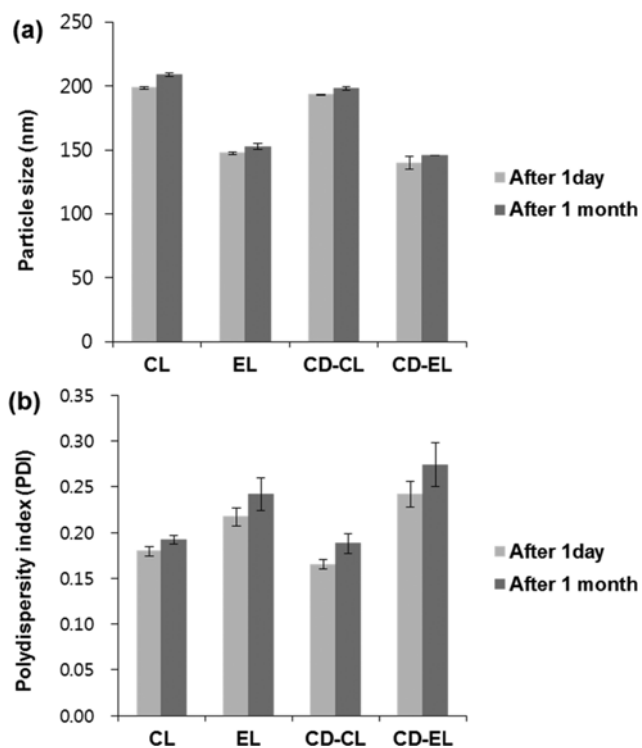 (a)
250
200
150
100
50
0
Particle size (nm)
CL EL CD-CL CD-EL
After 1day
After 1 month
(b)
0.35
0.30
0.25
0.20
0.15
0.10
0.05
0.00
Polydispersity index (PDI)
CL EL CD-CL CD-EL
After 1day
After 1 month